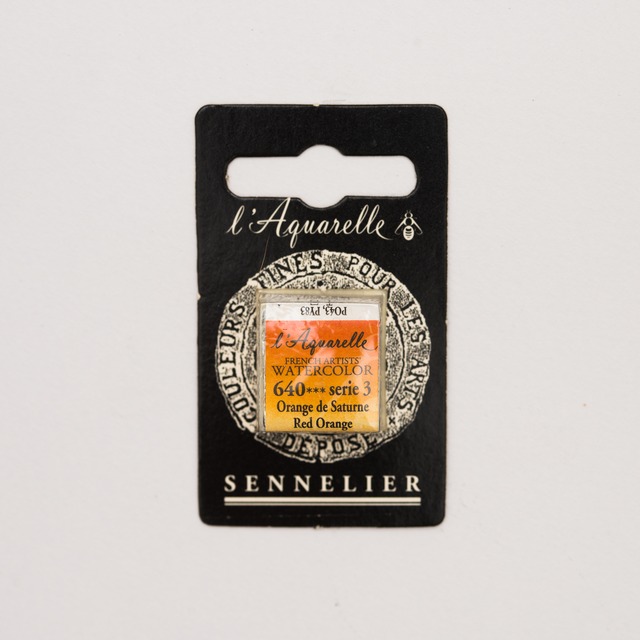 l'Aquarelle
COULEURS FINES POUR LES ARTS
PO43, PY83
l'Aquarelle
FRENCH ARTISTS'
WATERCOLOR
640*** serie 3
Orange de Saturne
Red Orange
DEPOSE
SENNELIER